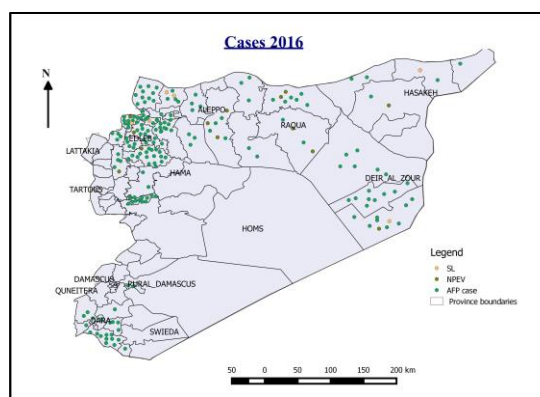 Cases 2016
N
HASAKEH
ALEPPO
RAQUA
IDLEB
LATTAKIA
HAMA
DEIR_AL_ZOUR
TARTOUS
HOMS
DAMASCUS
RURAL_DAMASCUS
QUNEITERA
DARA
SWIEDA
Legend
SL
NPEV
AFP case
Province boundaries
50 0 50 100 150 200 km